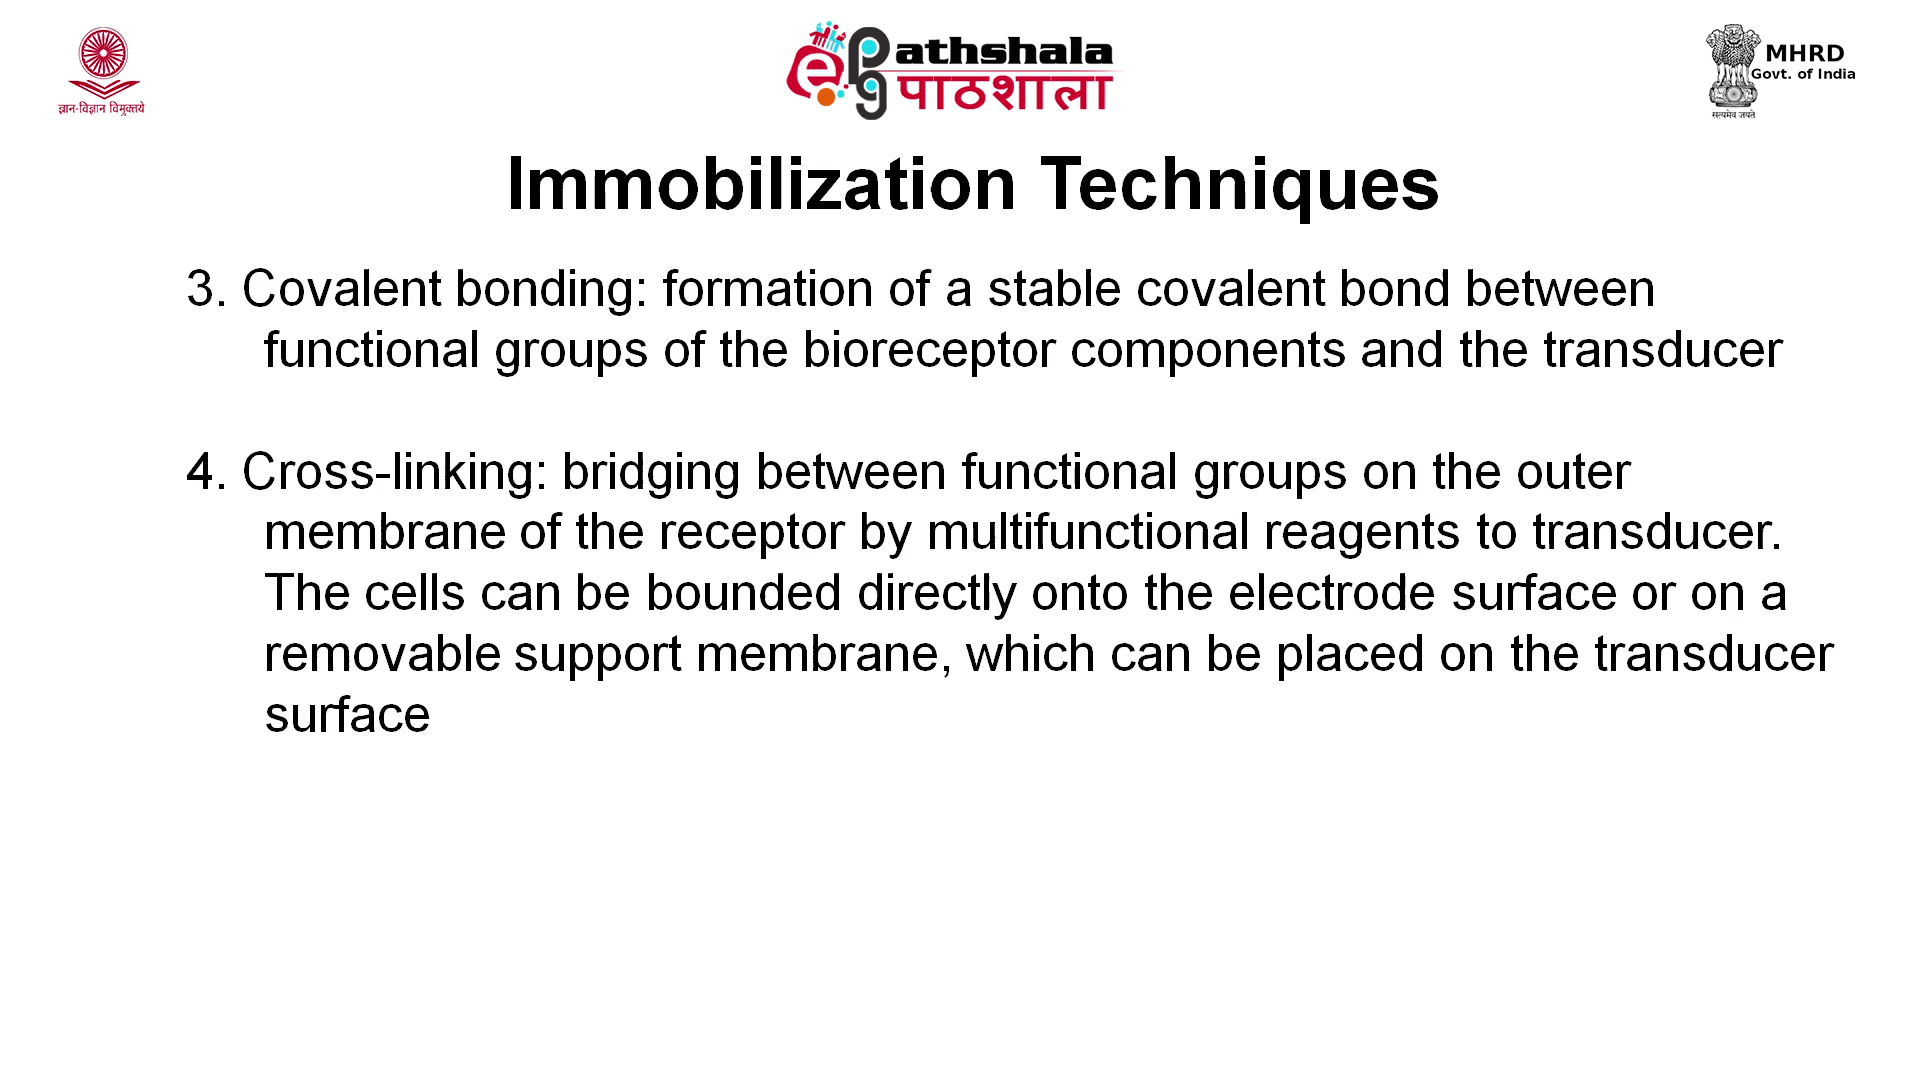 ज्ञान-विज्ञान विमुक्तये
e PG athshala
पाठशाला
MHRD
Govt. of India
सत्यमेव जयते
Immobilization Techniques
3. Covalent bonding: formation of a stable covalent bond between
functional groups of the bioreceptor components and the transducer
4. Cross-linking: bridging between functional groups on the outer
membrane of the receptor by multifunctional reagents to transducer.
The cells can be bounded directly onto the electrode surface or on a
removable support membrane, which can be placed on the transducer
surface